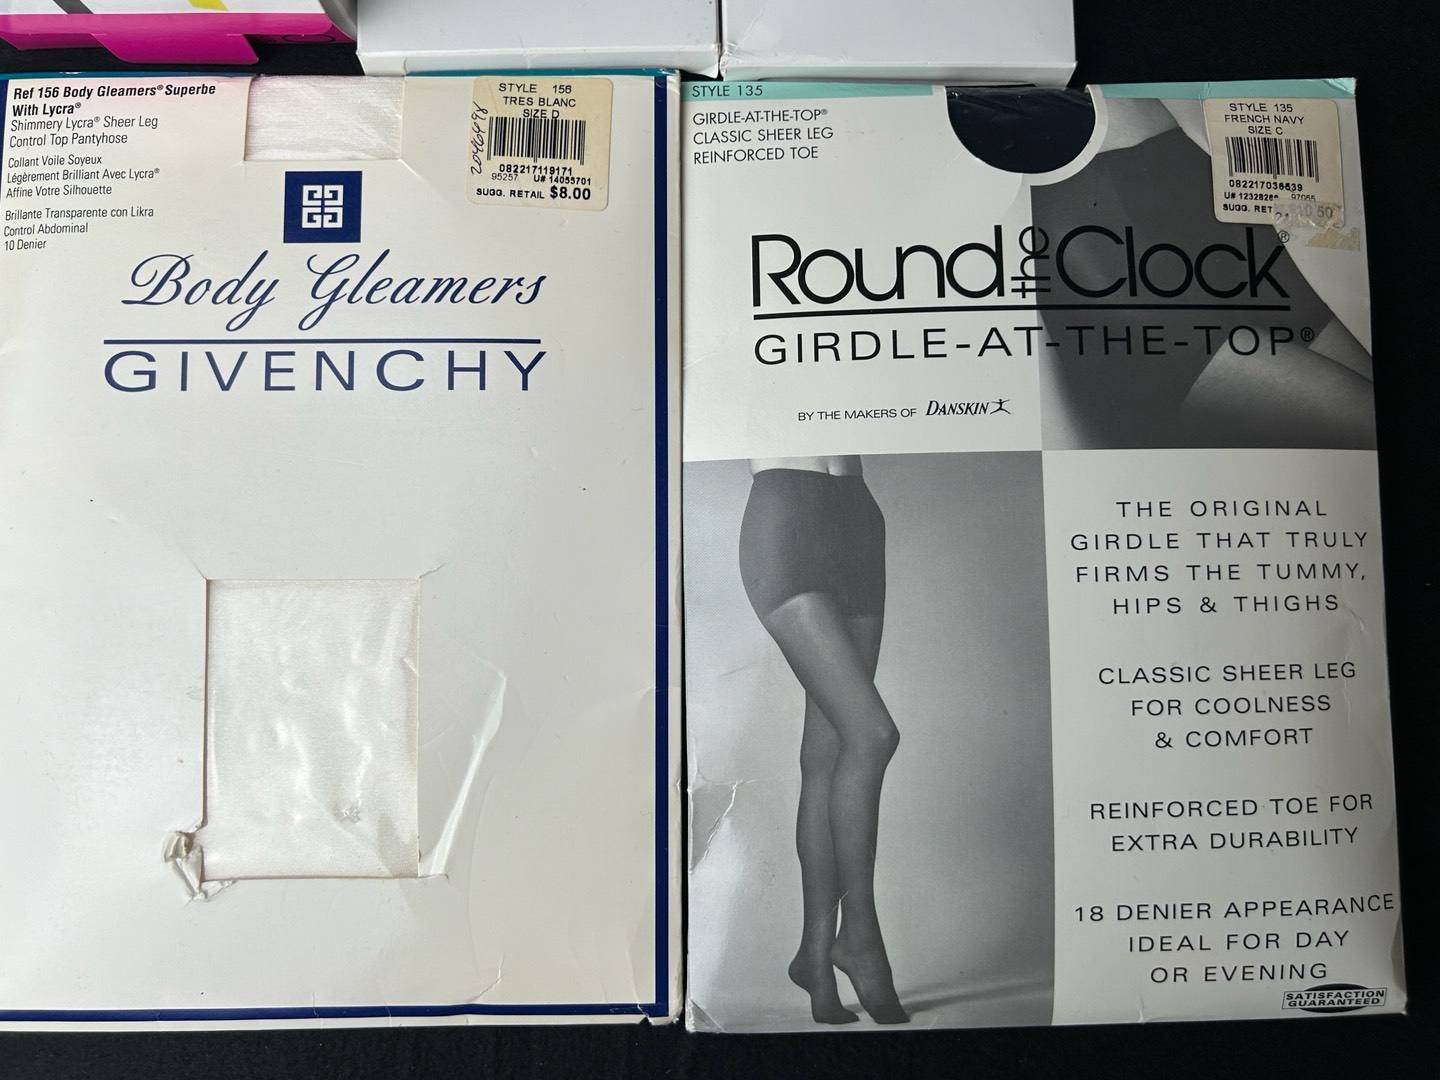 Ref 156 Body Gleamers® Superbe
With Lycra®
Shimmery Lycra® Sheer Leg
Control Top Pantyhose
Collant Voile Soyeux
Légèrement Brilliant Avec Lycra®
Affine Votre Silhouette
Brillante Transparente con Likra
Control Abdominal
10 Denier
STYLE 156
TRES BLANC
SIZE D
082217119171
95257 U# 14055701
SUGG. RETAIL $8.00
Body Gleamers
GIVENCHY
STYLE 135
GIRDLE-AT-THE-TOP®
CLASSIC SHEER LEG
REINFORCED TOE
STYLE 135
FRENCH NAVY
SIZE C
082217036539
97055
SUGG. RET
Round the Clock®
GIRDLE-AT-THE-TOP®
BY THE MAKERS OF DANSKIN
THE ORIGINAL
GIRDLE THAT TRULY
FIRMS THE TUMMY,
HIPS & THIGHS
CLASSIC SHEER LEG
FOR COOLNESS
& COMFORT
REINFORCED TOE FOR
EXTRA DURABILITY
18 DENIER APPEARANCE
IDEAL FOR DAY
OR EVENING
SATISFACTION
GUARANTEED